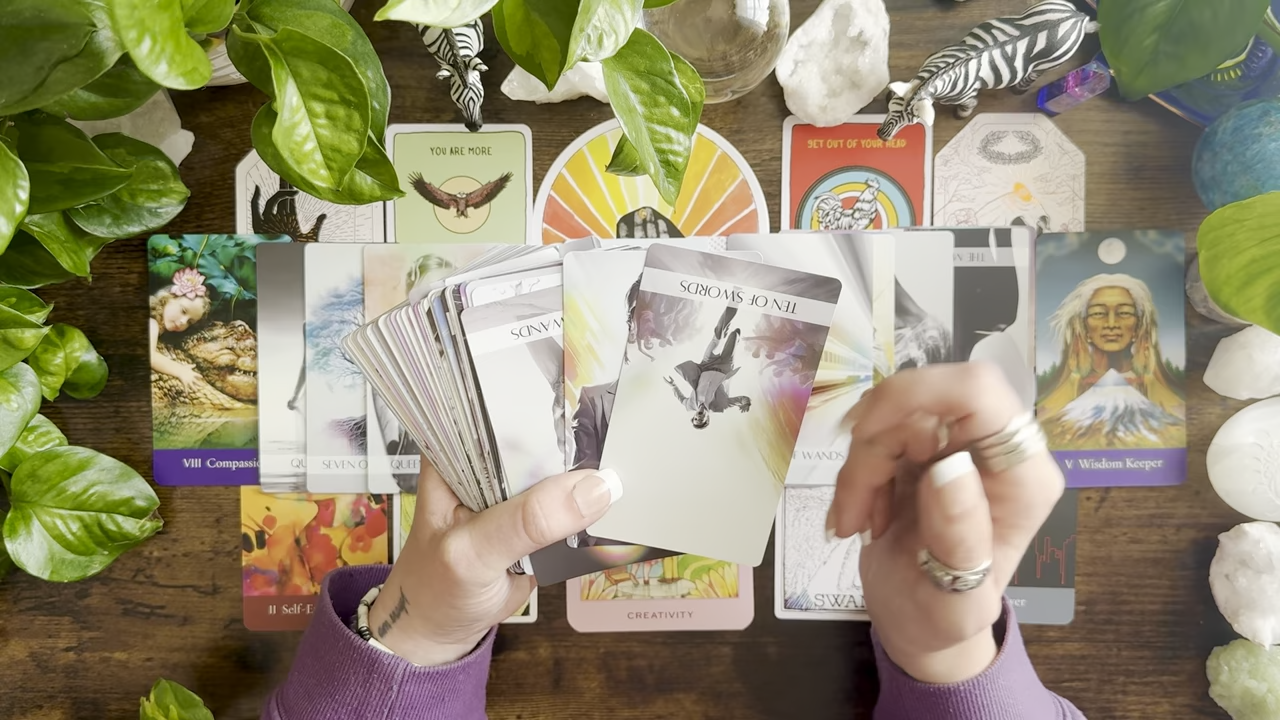 YOU ARE MORE
GET OUT OF YOUR HEAD
TEN OF SWORDS
WANDS
VIII Compassion
SEVEN O
QUEE
WANDS
V Wisdom Keeper
II Self-E
CREATIVITY
SWAN